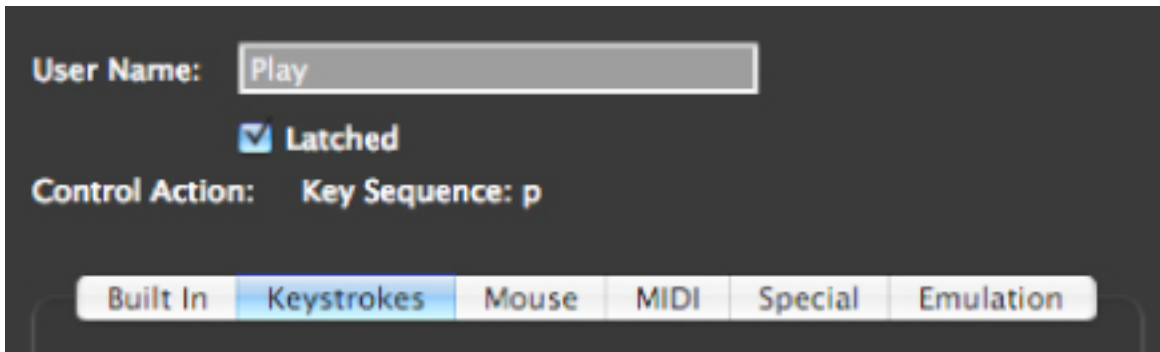 User Name: Play
Latched
Control Action: Key Sequence: p
Built In Keystrokes Mouse MIDI Special Emulation